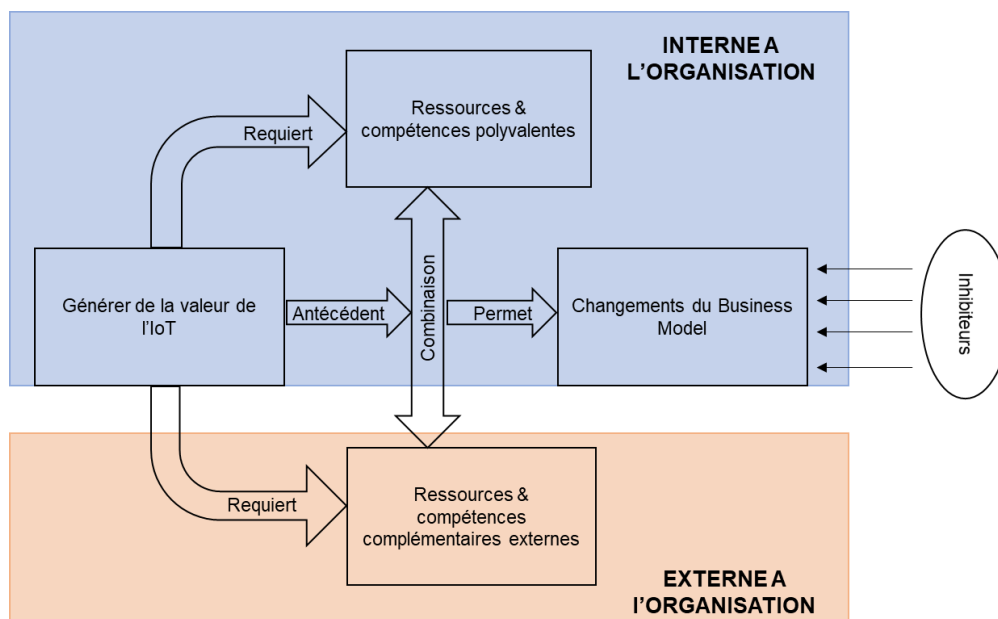 INTERNE A
L’ORGANISATION
Ressources &
compétences polyvalentes
Requiert
Générer de la valeur de
l’IoT
Antécédent
Combinaison
Permet
Changements du Business
Model
Inhibiteurs
Requiert
Ressources &
compétences
complémentaires externes
EXTERNE A
l’ORGANISATION